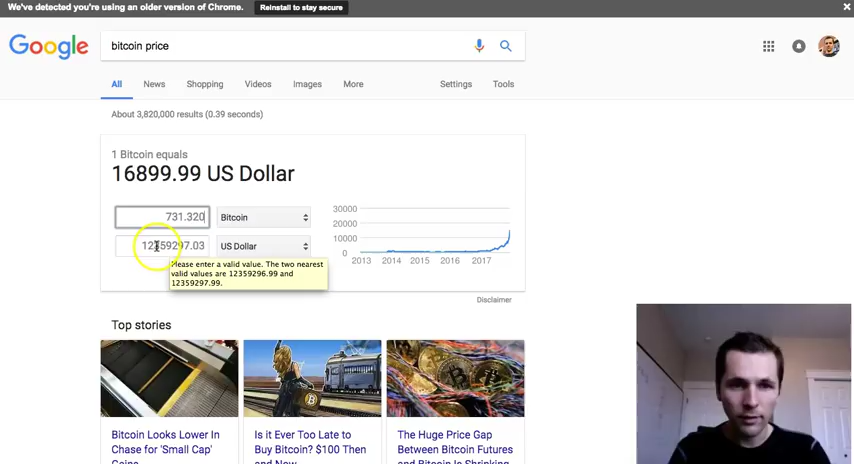 We've detected you're using an older version of Chrome. Reinstall to stay secure
Google
bitcoin price
All News Shopping Videos Images More Settings Tools
About 3,820,000 results (0.39 seconds)
1 Bitcoin equals
16899.99 US Dollar
731.320 Bitcoin
12359297.03 US Dollar
Please enter a valid value. The two nearest
valid values are 12359296.99 and
12359297.99.
30000
20000
10000
0
2013 2014 2015 2016 2017
Disclaimer
Top stories
Bitcoin Looks Lower In
Chase for 'Small Cap'
Coins
Is it Ever Too Late to
Buy Bitcoin? $100 Then
and Now
The Huge Price Gap
Between Bitcoin Futures
and Bitcoin Is Shrinking